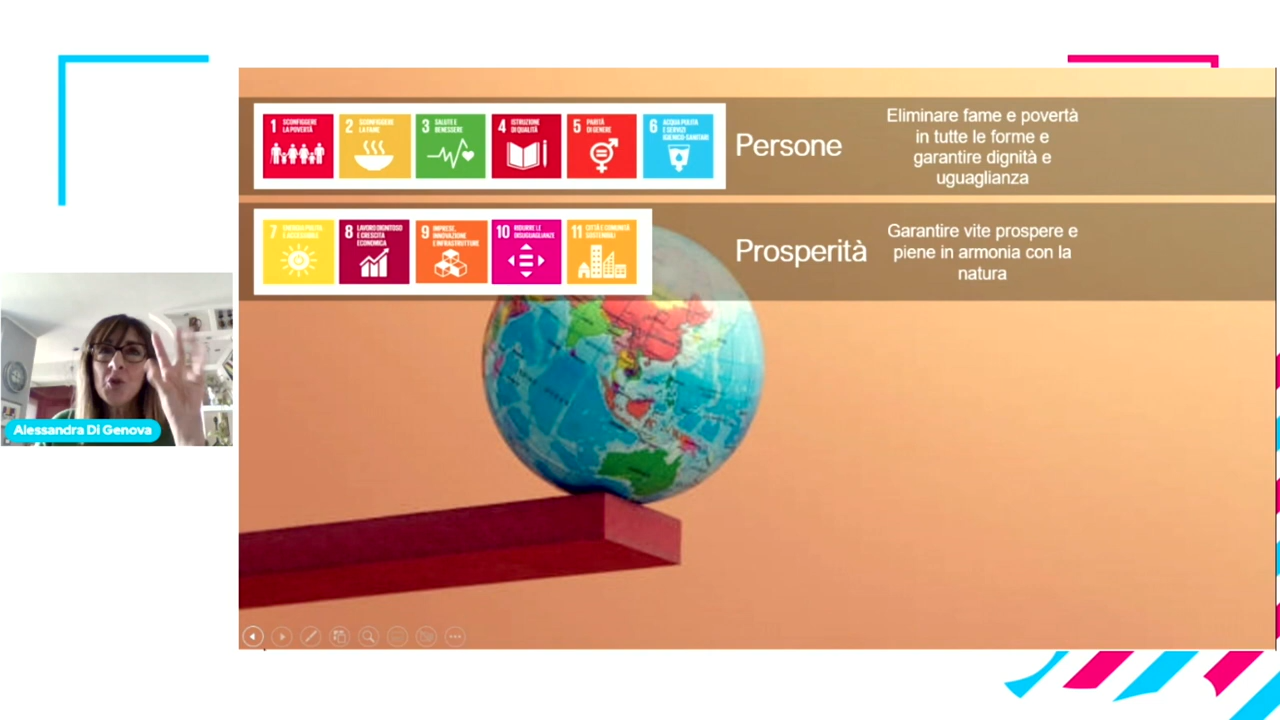 1 SCONFIGGERE
LA POVERTÀ
2 SCONFIGGERE
LA FAME
3 SALUTE E
BENESSERE
4 ISTRUZIONE
DI QUALITÀ
5 PARITÀ
DI GENERE
6 ACQUA PULITA
E SERVIZI
IGIENICO-SANITARI
Persone
Eliminare fame e povertà
in tutte le forme e
garantire dignità e
uguaglianza
7 ENERGIA PULITA
E ACCESSIBILE
8 LAVORO DIGNITOSO
E CRESCITA
ECONOMICA
9 IMPRESE,
INNOVAZIONE
E INFRASTRUTTURE
10 RIDURRE LE
DISUGUAGLIANZE
11 CITTÀ E COMUNITÀ
SOSTENIBILI
Prosperità
Garantire vite prospere e
piene in armonia con la
natura
Alessandra Di Genova